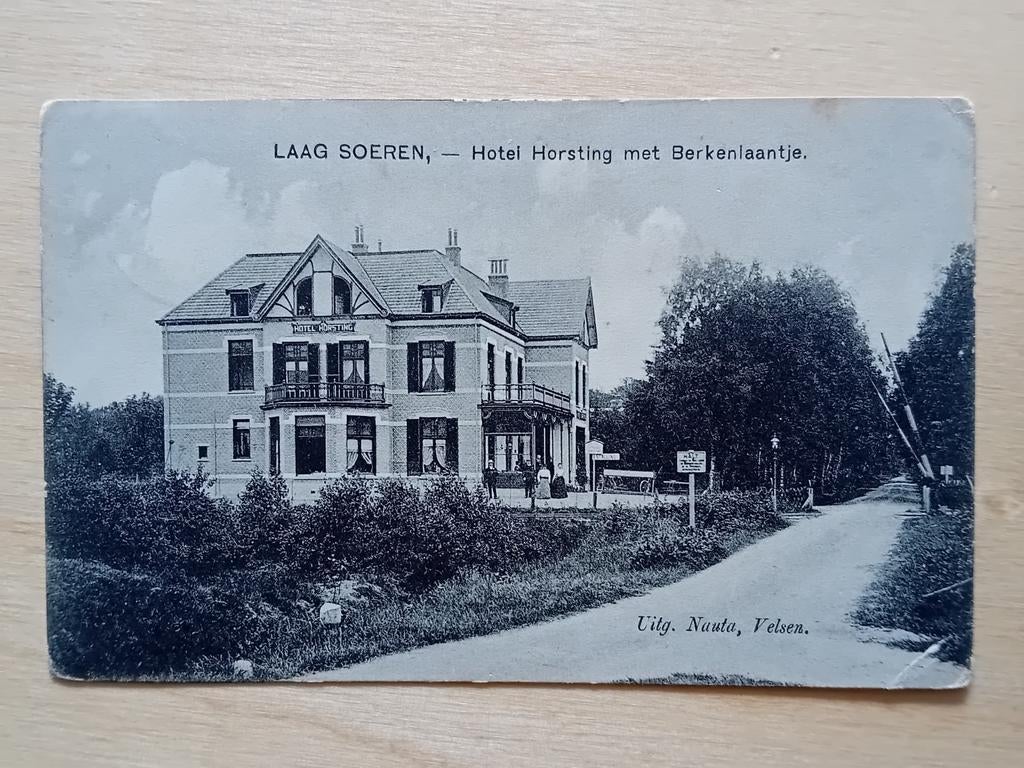 LAAG SOEREN, — Hotel Horsting met Berkenlaantje.
HOTEL HORSTING
Uitg. Nauta, Velsen.